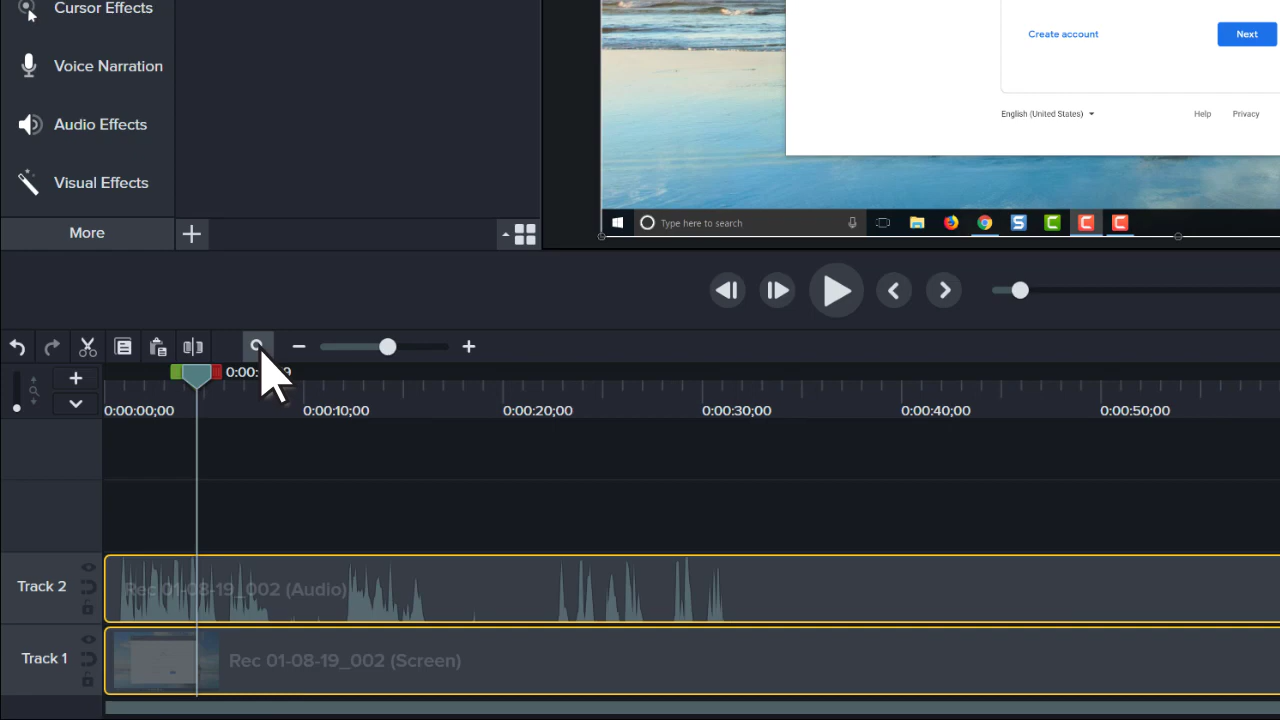 Cursor Effects
Voice Narration
Audio Effects
Visual Effects
More
Create account
Next
English (United States)
Help
Privacy
Type here to search
0:00:00;00
0:00:10;00
0:00:20;00
0:00:30;00
0:00:40;00
0:00:50;00
Track 2
Rec 01-08-19_002 (Audio)
Track 1
Rec 01-08-19_002 (Screen)